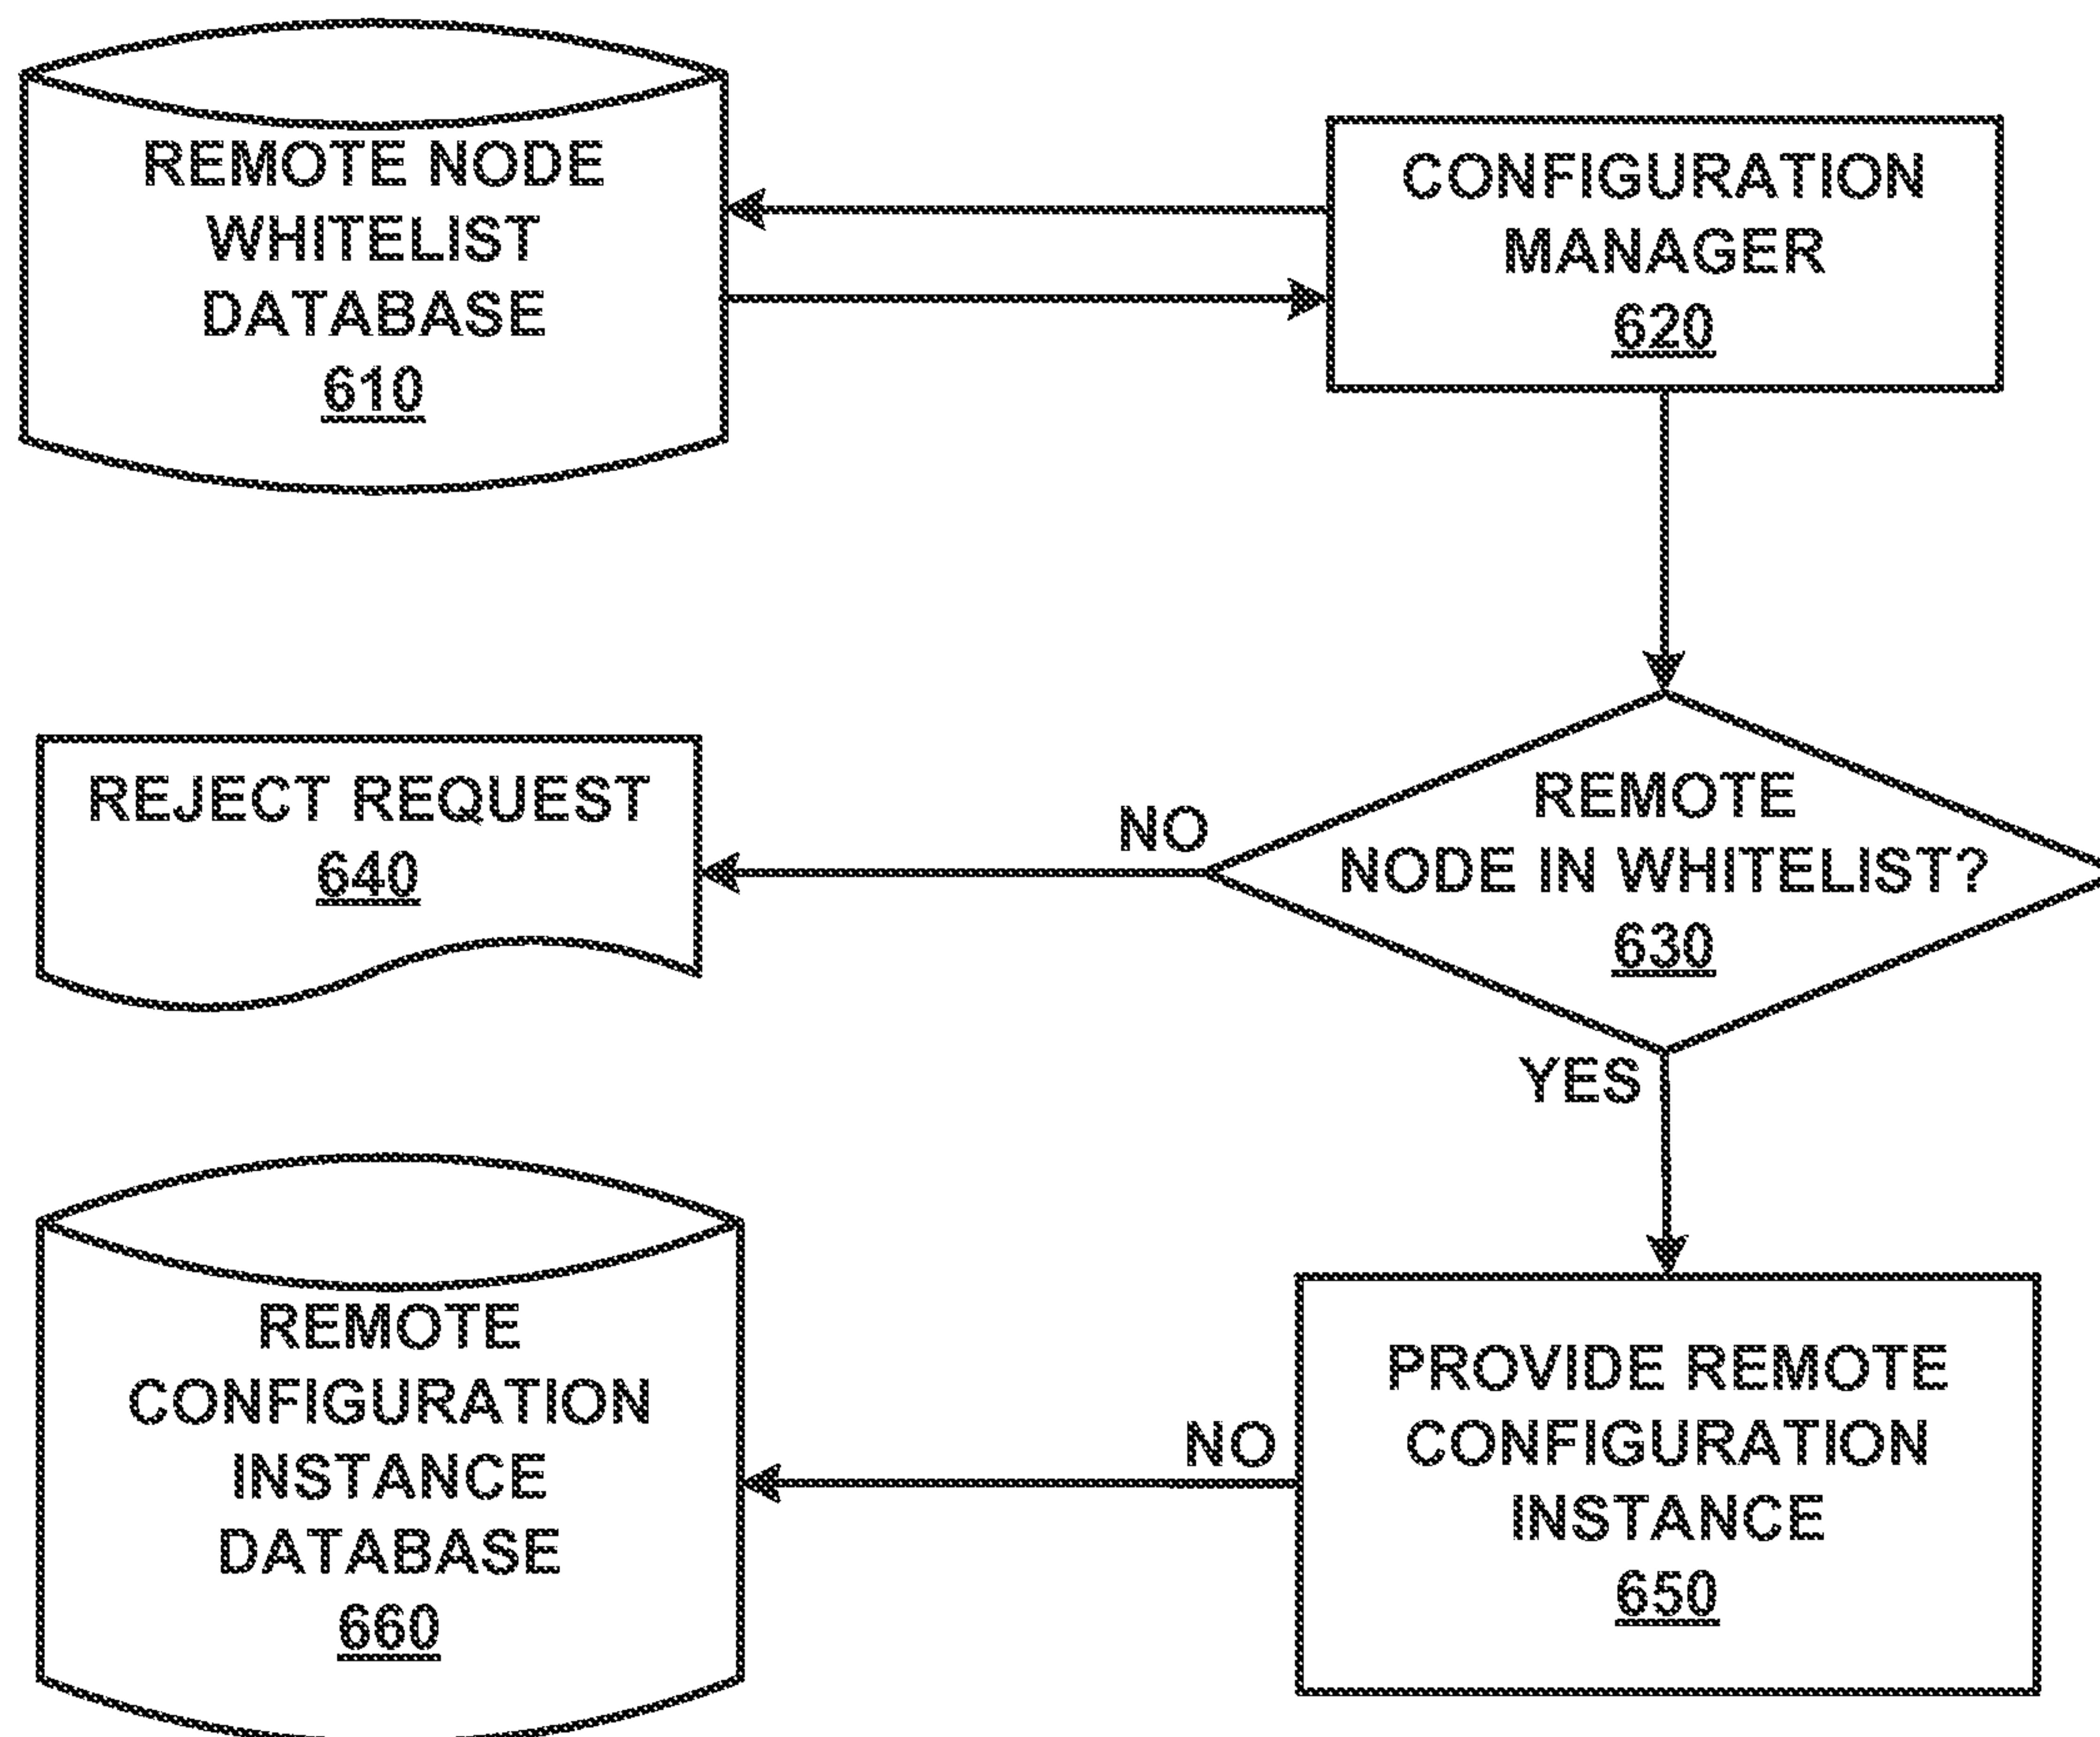 REMOTE NODE
WHITELIST
DATABASE
610
CONFIGURATION
MANAGER
620
REJECT REQUEST
640
NO
REMOTE
NODE IN WHITELIST?
630
YES
REMOTE
CONFIGURATION
INSTANCE
DATABASE
660
NO
PROVIDE REMOTE
CONFIGURATION
INSTANCE
650